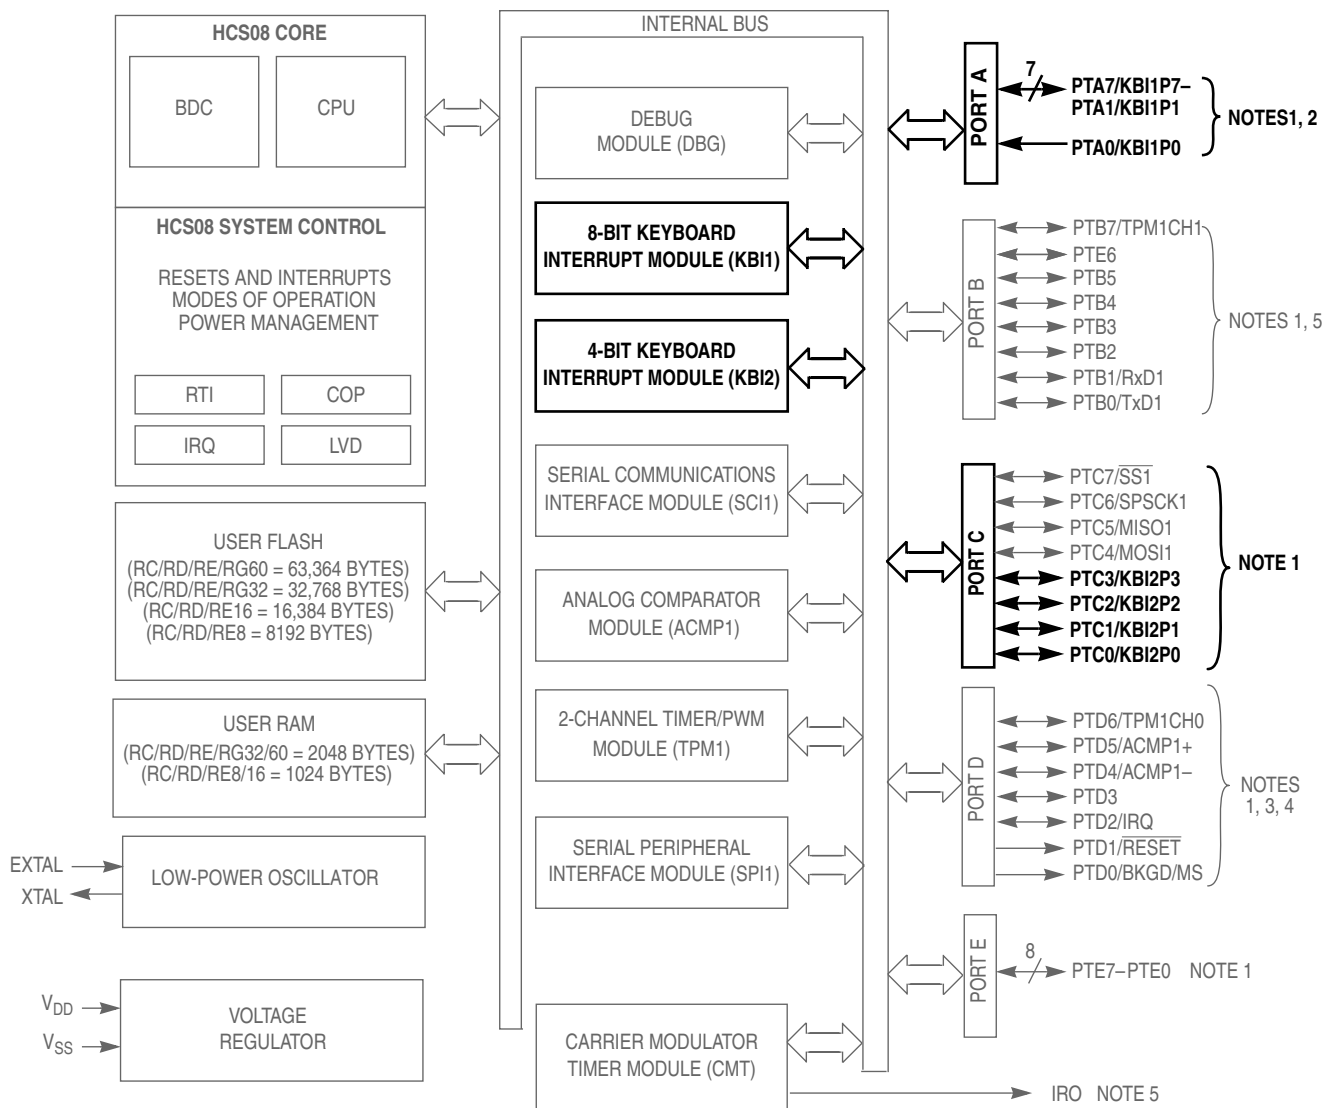 HCS08 CORE
BDC
CPU
HCS08 SYSTEM CONTROL
RESETS AND INTERRUPTS
MODES OF OPERATION
POWER MANAGEMENT
RTI
COP
IRQ
LVD
USER FLASH
(RC/RD/RE/RG60 = 63,364 BYTES)
(RC/RD/RE/RG32 = 32,768 BYTES)
(RC/RD/RE16 = 16,384 BYTES)
(RC/RD/RE8 = 8192 BYTES)
USER RAM
(RC/RD/RE/RG32/60 = 2048 BYTES)
(RC/RD/RE8/16 = 1024 BYTES)
EXTAL
XTAL
LOW-POWER OSCILLATOR
VDD
VSS
VOLTAGE
REGULATOR
INTERNAL BUS
DEBUG
MODULE (DBG)
8-BIT KEYBOARD
INTERRUPT MODULE (KBI1)
4-BIT KEYBOARD
INTERRUPT MODULE (KBI2)
SERIAL COMMUNICATIONS
INTERFACE MODULE (SCI1)
ANALOG COMPARATOR
MODULE (ACMP1)
2-CHANNEL TIMER/PWM
MODULE (TPM1)
SERIAL PERIPHERAL
INTERFACE MODULE (SPI1)
CARRIER MODULATOR
TIMER MODULE (CMT)
PORT A
7
PTA7/KBI1P7–
PTA1/KBI1P1
PTA0/KBI1P0
NOTES1, 2
PORT B
PTB7/TPM1CH1
PTE6
PTB5
PTB4
PTB3
PTB2
PTB1/RxD1
PTB0/TxD1
NOTES 1, 5
PORT C
PTC7/SS1
PTC6/SPSCK1
PTC5/MISO1
PTC4/MOSI1
PTC3/KBI2P3
PTC2/KBI2P2
PTC1/KBI2P1
PTC0/KBI2P0
NOTE 1
PORT D
PTD6/TPM1CH0
PTD5/ACMP1+
PTD4/ACMP1–
PTD3
PTD2/IRQ
PTD1/RESET
PTD0/BKGD/MS
NOTES
1, 3, 4
PORT E
8
PTE7–PTE0 NOTE 1
IRO NOTE 5